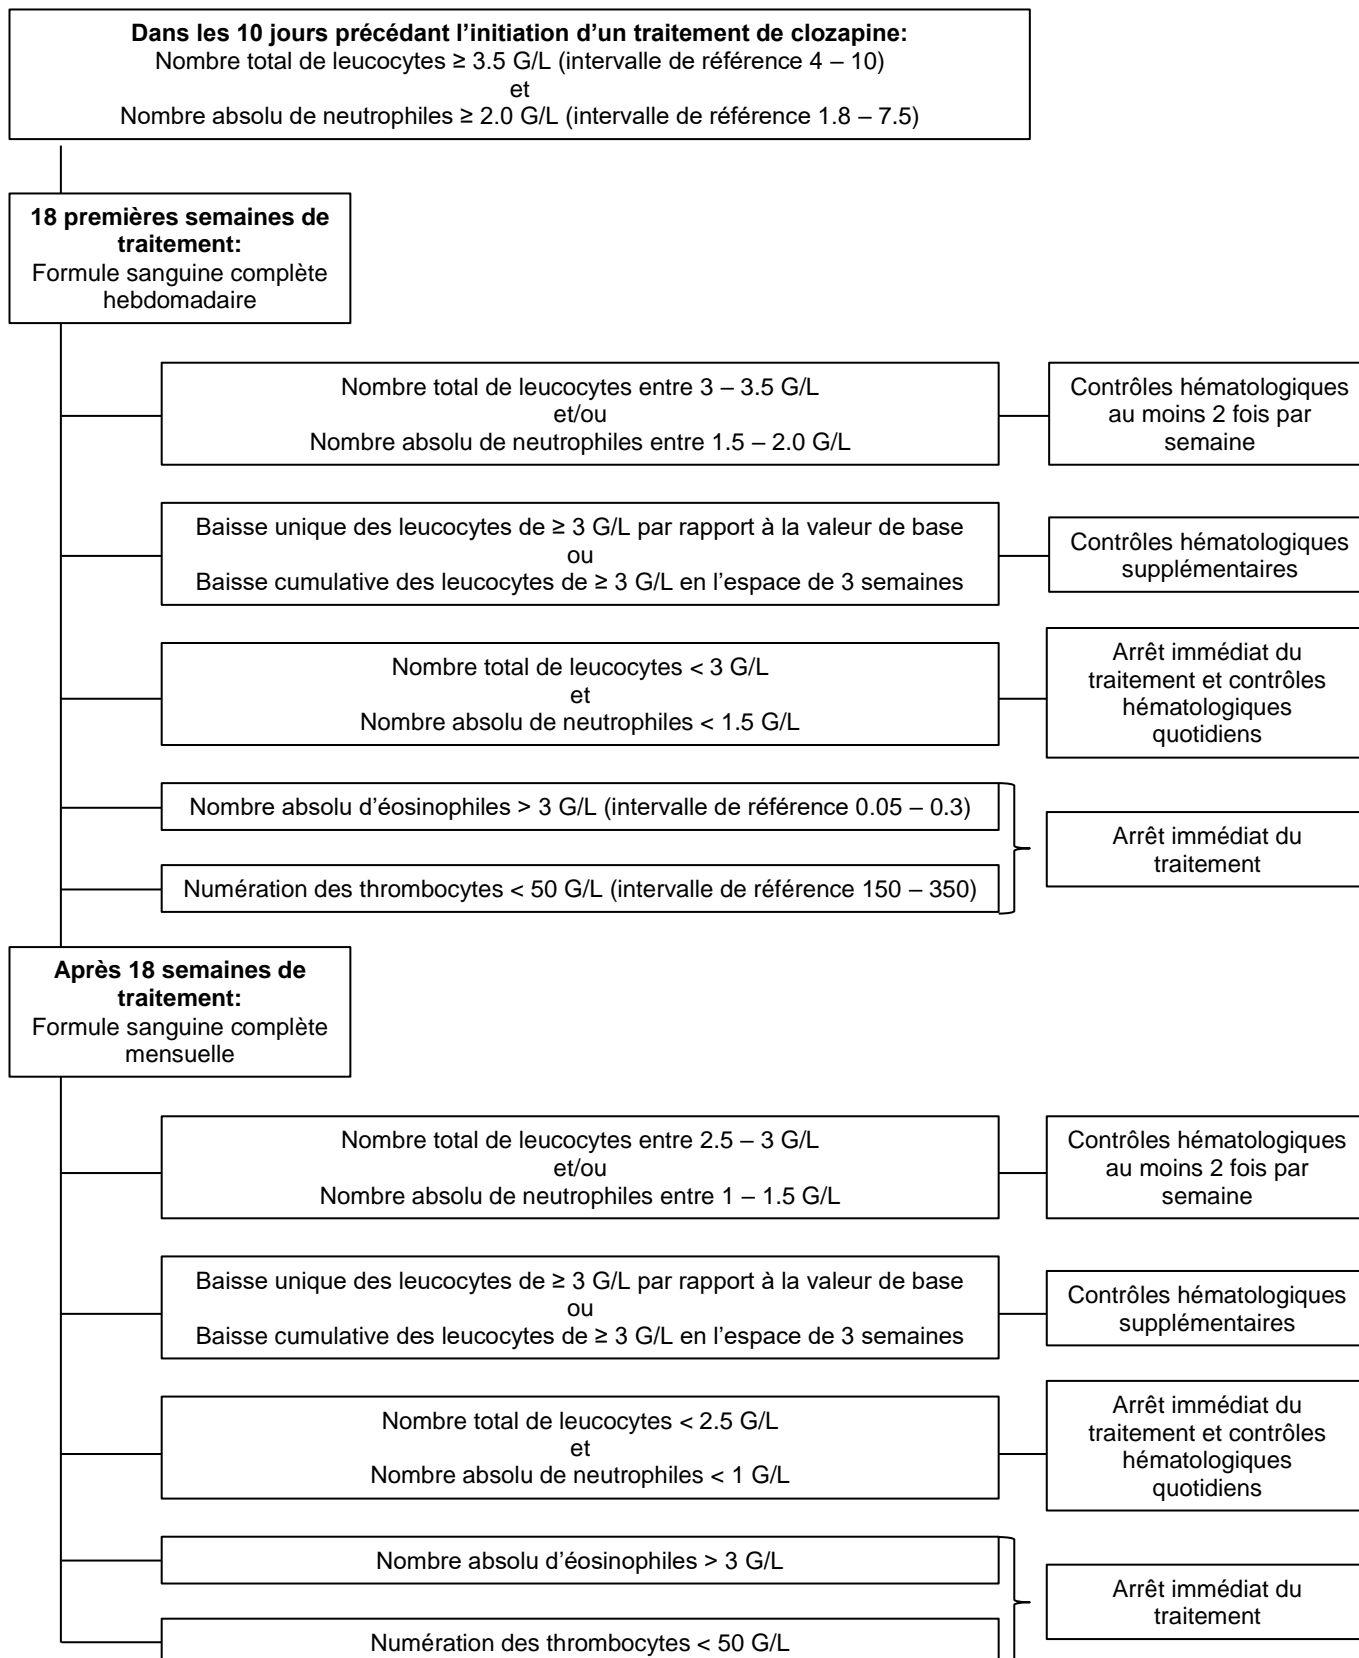 Dans les 10 jours précédant l’initiation d’un traitement de clozapine:
Nombre total de leucocytes ≥ 3.5 G/L (intervalle de référence 4 – 10)
et
Nombre absolu de neutrophiles ≥ 2.0 G/L (intervalle de référence 1.8 – 7.5)
18 premières semaines de
traitement:
Formule sanguine complète
hebdomadaire
Nombre total de leucocytes entre 3 – 3.5 G/L
et/ou
Nombre absolu de neutrophiles entre 1.5 – 2.0 G/L
Contrôles hématologiques
au moins 2 fois par
semaine
Baisse unique des leucocytes de ≥ 3 G/L par rapport à la valeur de base
ou
Baisse cumulative des leucocytes de ≥ 3 G/L en l’espace de 3 semaines
Contrôles hématologiques
supplémentaires
Nombre total de leucocytes < 3 G/L
et
Nombre absolu de neutrophiles < 1.5 G/L
Arrêt immédiat du
traitement et contrôles
hématologiques
quotidiens
Nombre absolu d’éosinophiles > 3 G/L (intervalle de référence 0.05 – 0.3)
Numération des thrombocytes < 50 G/L (intervalle de référence 150 – 350)
Arrêt immédiat du
traitement
Après 18 semaines de
traitement:
Formule sanguine complète
mensuelle
Nombre total de leucocytes entre 2.5 – 3 G/L
et/ou
Nombre absolu de neutrophiles entre 1 – 1.5 G/L
Contrôles hématologiques
au moins 2 fois par
semaine
Baisse unique des leucocytes de ≥ 3 G/L par rapport à la valeur de base
ou
Baisse cumulative des leucocytes de ≥ 3 G/L en l’espace de 3 semaines
Contrôles hématologiques
supplémentaires
Nombre total de leucocytes < 2.5 G/L
et
Nombre absolu de neutrophiles < 1 G/L
Arrêt immédiat du
traitement et contrôles
hématologiques
quotidiens
Nombre absolu d’éosinophiles > 3 G/L
Numération des thrombocytes < 50 G/L
Arrêt immédiat du
traitement